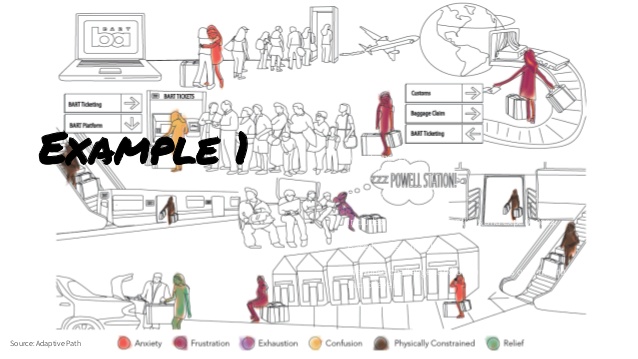 BART
ba
Customs
Baggage Claim
BART Ticketing
BART Ticketing
BART Platform
BART TICKETS
Example 1
zzz POWELL STATION!
Source: Adaptive Path
Anxiety Frustration Exhaustion Confusion Physically Constrained Relief